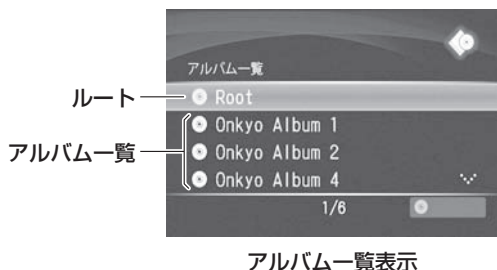 アルバム一覧
ルート
Root
アルバム一覧
Onkyo Album 1
Onkyo Album 2
Onkyo Album 4
1/6
アルバム一覧表示